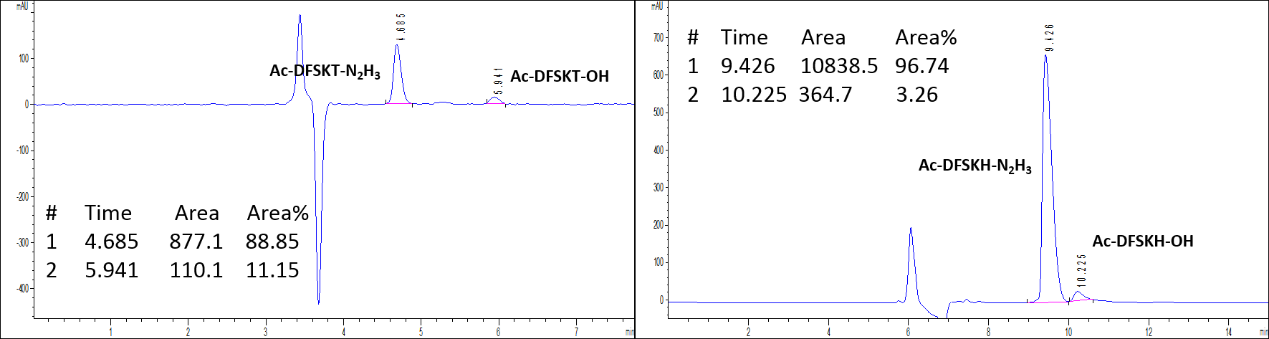 mAU
100
0
-100
-200
-300
-400
1 2 3 4 5 6 7 min
4.685
5.941
Ac-DFSKT-N2H3
Ac-DFSKT-OH
# Time Area Area%
1 4.685 877.1 88.85
2 5.941 110.1 11.15
mAU
700
600
500
400
300
200
100
0
2 4 6 8 10 12 14 min
9.426
10.225
# Time Area Area%
1 9.426 10838.5 96.74
2 10.225 364.7 3.26
Ac-DFSKH-N2H3
Ac-DFSKH-OH